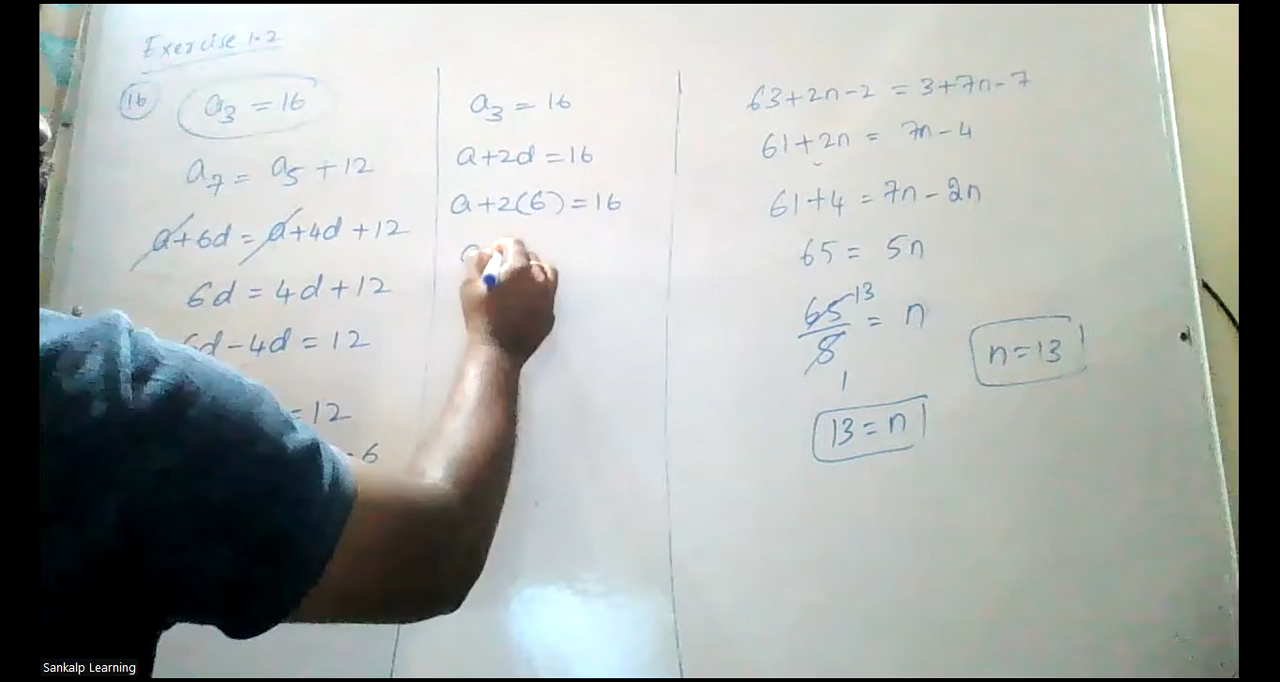 Exercise 1.2
16 a₃ = 16
a₇ = a₅ + 12
a+6d = a+4d +12
6d = 4d + 12
6d - 4d = 12
= 12
6
a₃ = 16
a+2d = 16
a+2(6) = 16
a
63+2n-2 = 3+7n-7
61+2n = 7n-4
61+4 = 7n-2n
65 = 5n
65 13
— = n
5
1
13 = n
n=13
Sankalp Learning